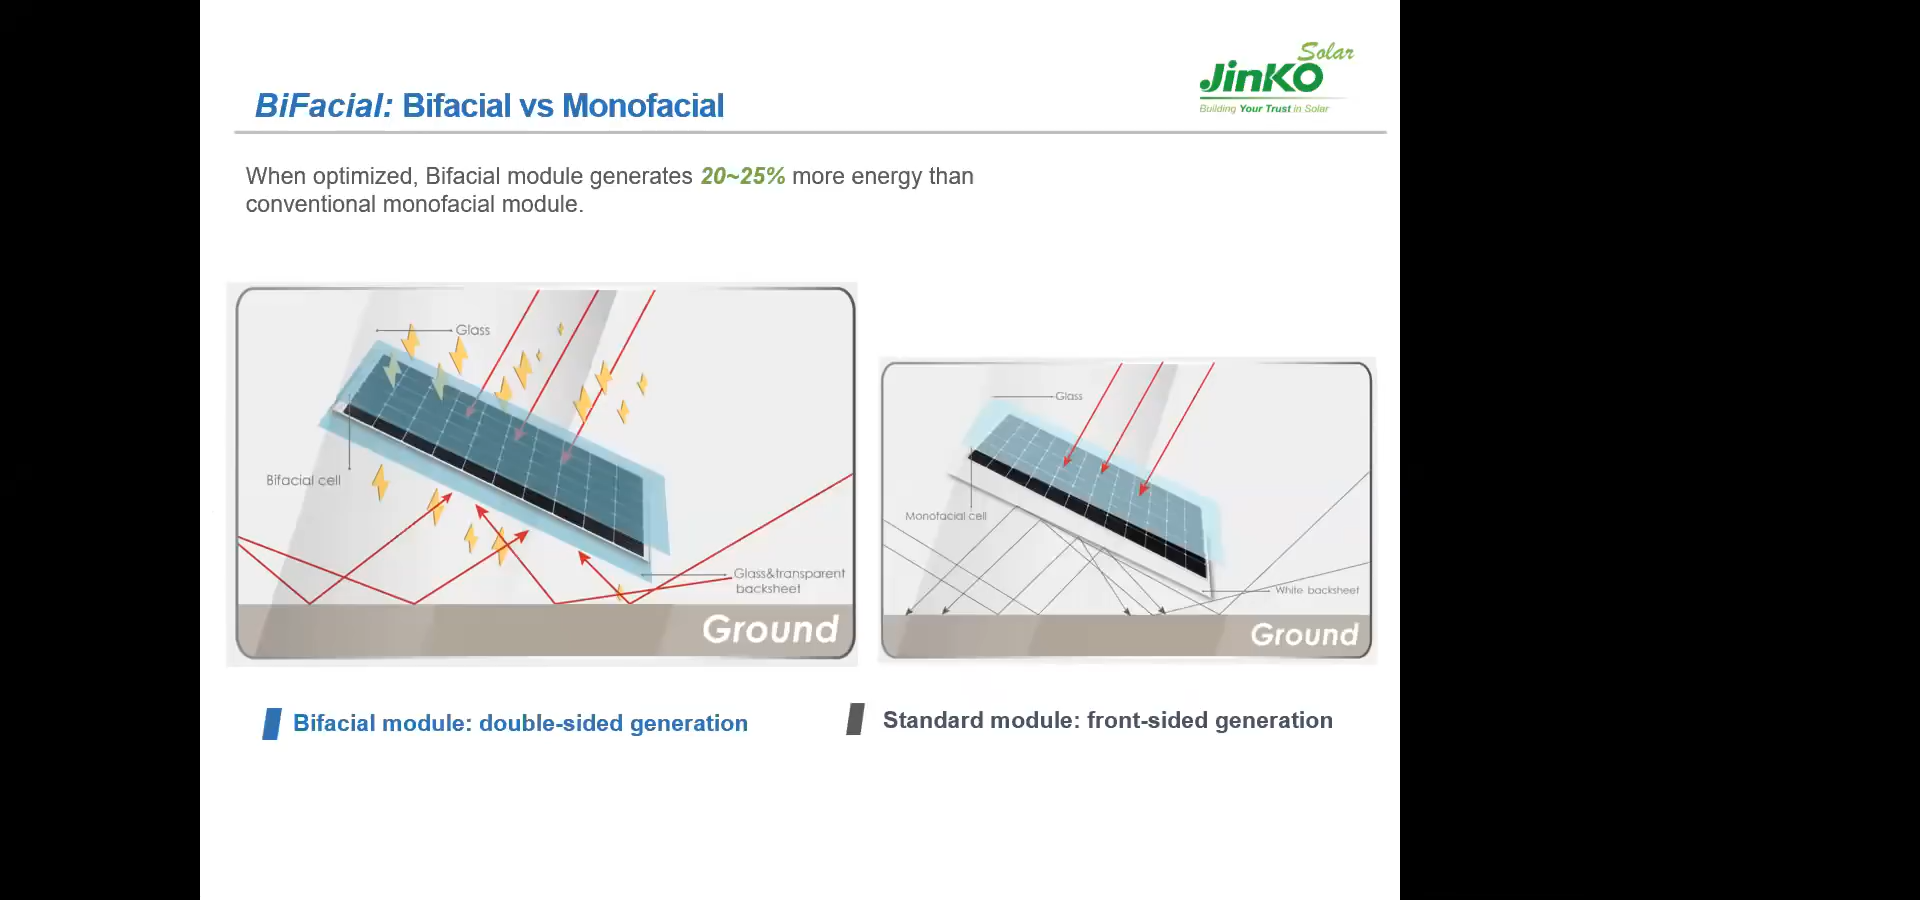 Solar
JinKO
Building Your Trust in Solar
BiFacial: Bifacial vs Monofacial
When optimized, Bifacial module generates 20~25% more energy than
conventional monofacial module.
Glass
Bifacial cell
Glass&transparent
backsheet
Ground
Glass
Monofacial cell
White backsheet
Ground
Bifacial module: double-sided generation
Standard module: front-sided generation